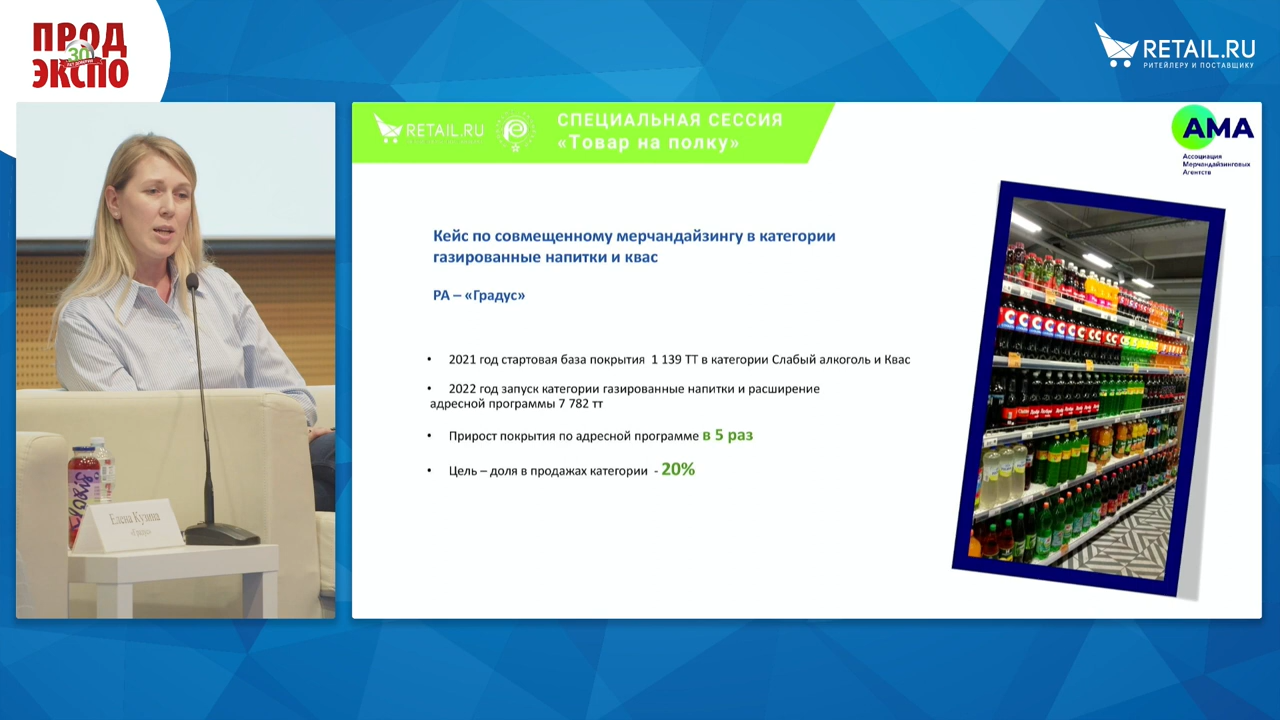 ПРОД
30
ЭКСПО
RETAIL.RU
РИТЕЙЛЕРУ И ПОСТАВЩИКУ
RETAIL.RU
СПЕЦИАЛЬНАЯ СЕССИЯ
«Товар на полку»
АМА
Ассоциация
Мерчандайзинговых
Агентств
Кейс по совмещенному мерчандайзингу в категории
газированные напитки и квас
РА – «Градус»
• 2021 год стартовая база покрытия 1 139 ТТ в категории Слабый алкоголь и Квас
• 2022 год запуск категории газированные напитки и расширение
адресной программы 7 782 тт
• Прирост покрытия по адресной программе в 5 раз
• Цель – доля в продажах категории - 20%
Елена Кузина